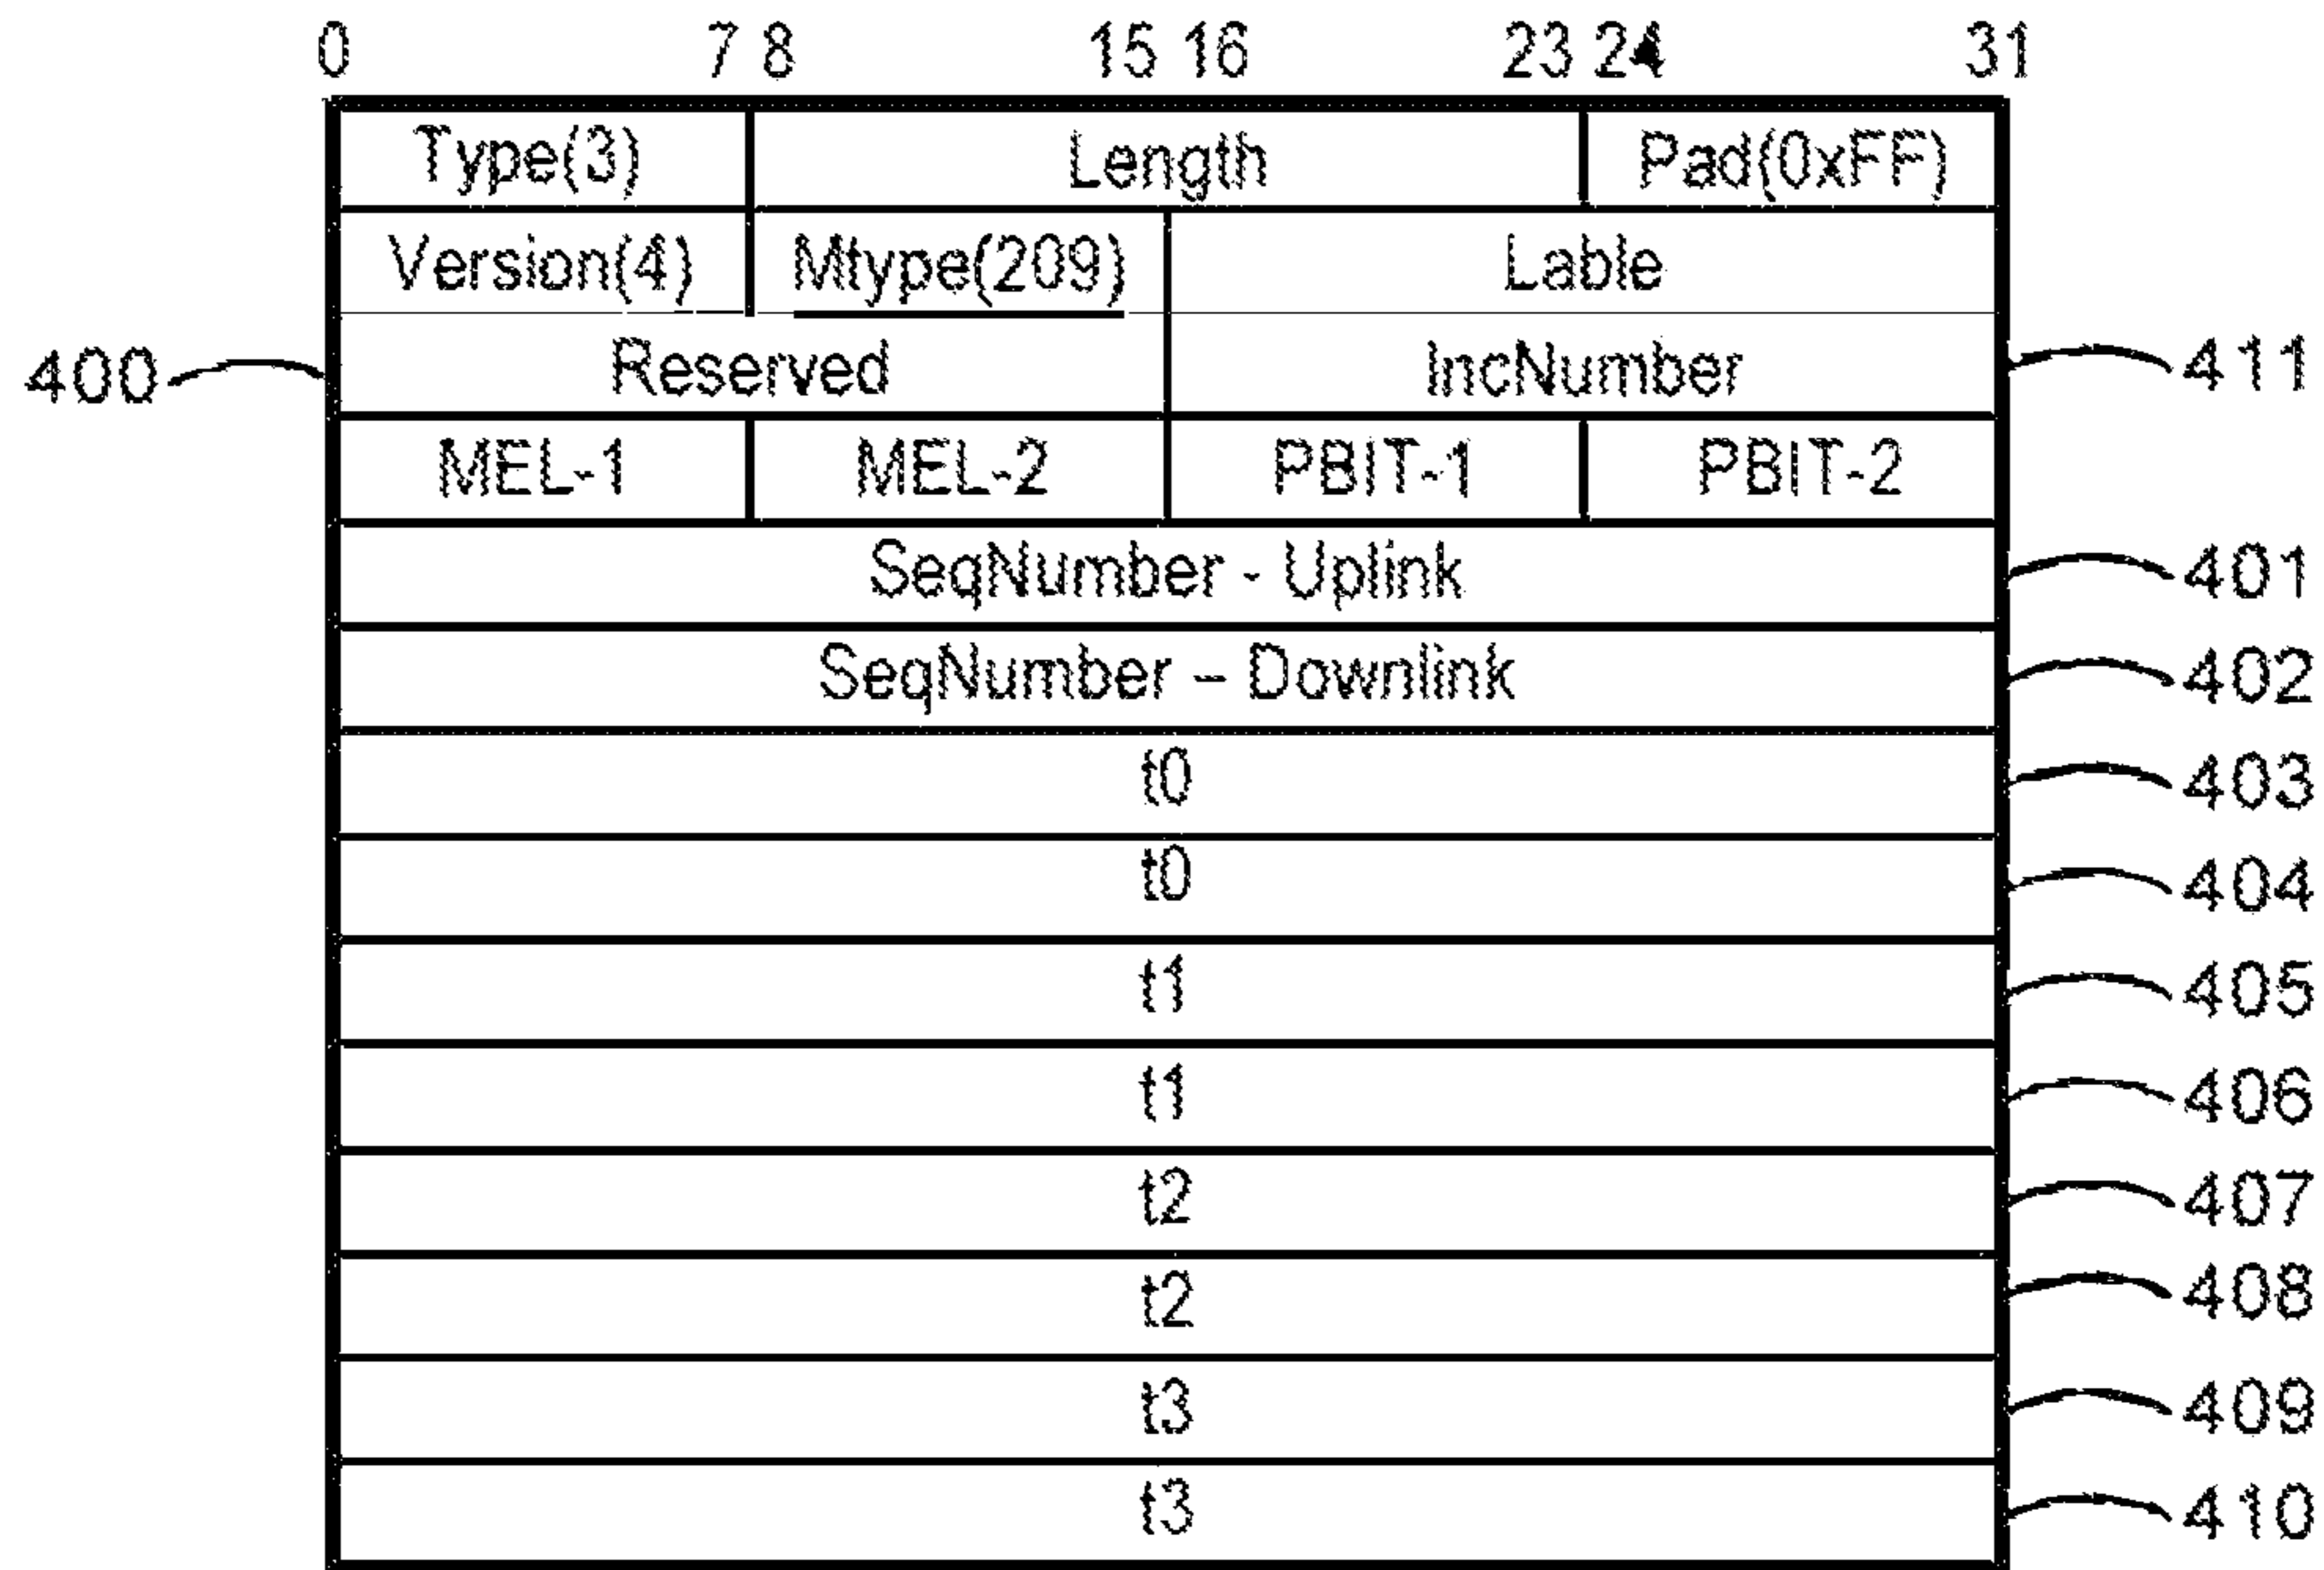 0 7 8 15 16 23 24 31
Type(3) Length Pad(0xFF)
Version(4) Mtype(209) Lable
400 Reserved IncNumber 411
MEL-1 MEL-2 PBIT-1 PBIT-2
SeqNumber - Uplink 401
SeqNumber – Downlink 402
t0 403
t0 404
t1 405
t1 406
t2 407
t2 408
t3 409
t3 410